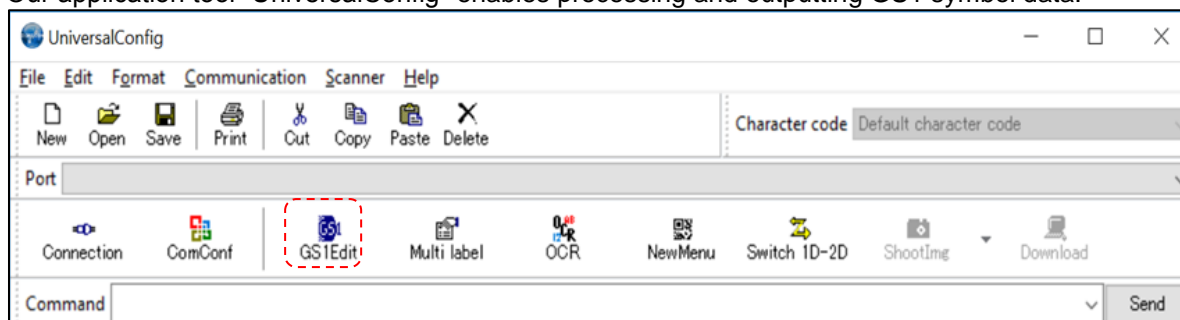 Our application tool "UniversalConfig" enables processing and outputting GS1 symbol data.
UniversalConfig
File Edit Format Communication Scanner Help
New Open Save Print Cut Copy Paste Delete Character code Default character code
Port
Connection ComConf GS1Edit Multi label OCR NewMenu Switch 1D-2D ShootImg Download
Command Send